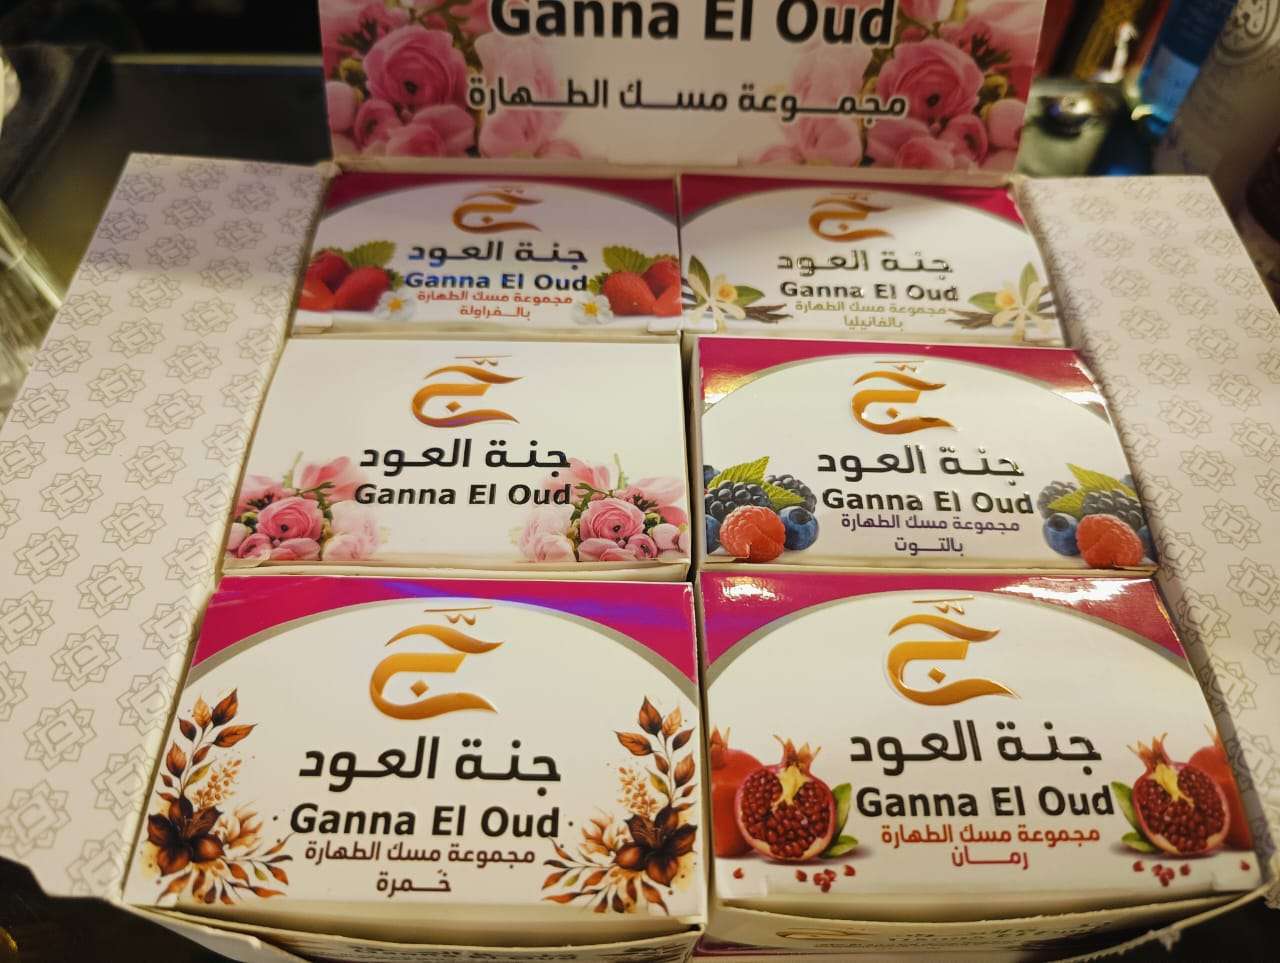 Ganna El Oud
مجموعة مسك الطهارة
جنة العود
Ganna El Oud
مجموعة مسك الطهارة
بالفراولة
جنة العود
Ganna El Oud
مجموعة مسك الطهارة
بالفانيليا
جنة العود
Ganna El Oud
جنة العود
Ganna El Oud
مجموعة مسك الطهارة
بالتوت
جنة العود
Ganna El Oud
مجموعة مسك الطهارة
خمرة
جنة العود
Ganna El Oud
مجموعة مسك الطهارة
رمان